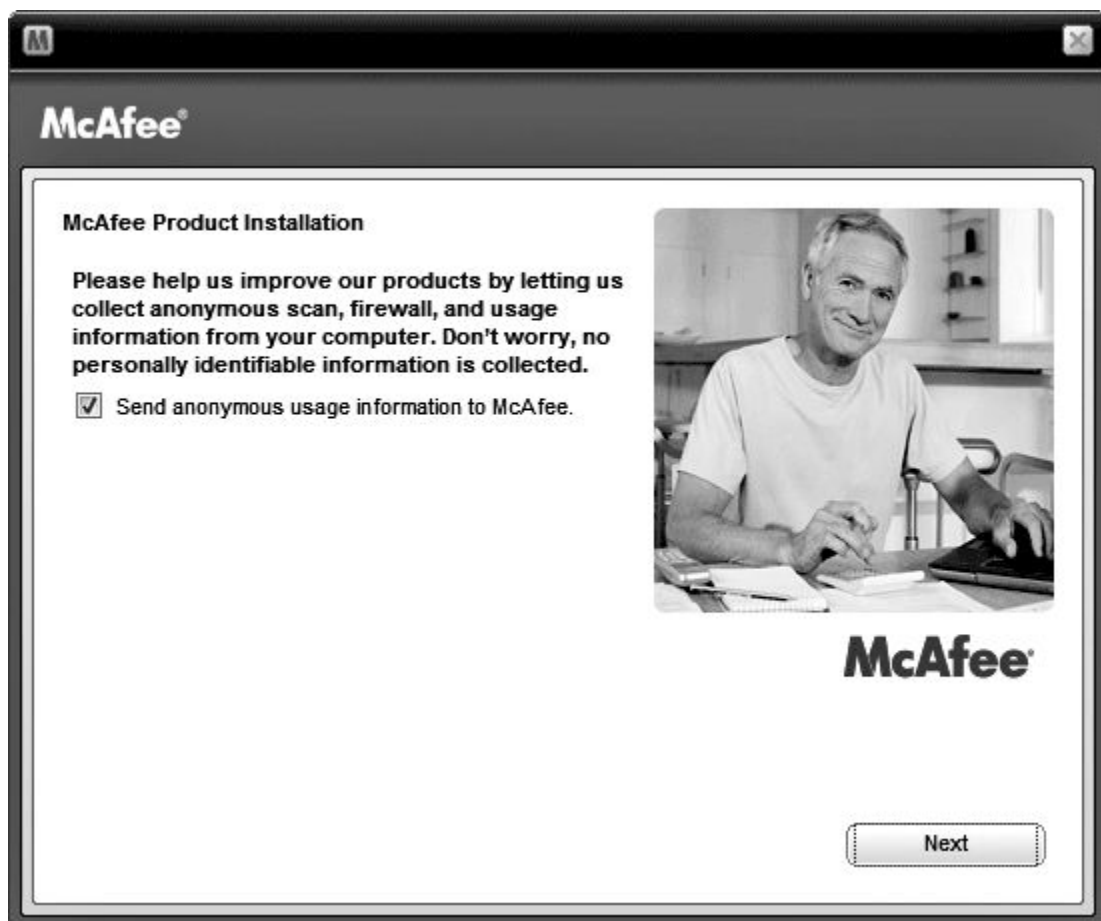 McAfee®
McAfee Product Installation
Please help us improve our products by letting us
collect anonymous scan, firewall, and usage
information from your computer. Don't worry, no
personally identifiable information is collected.
Send anonymous usage information to McAfee.
McAfee®
Next